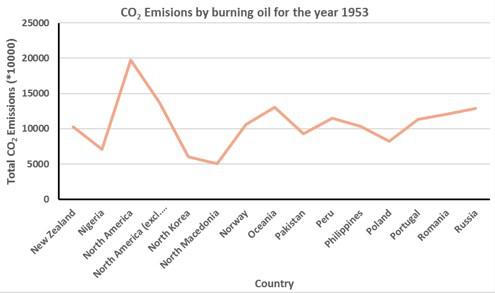 CO₂ Emisions by burning oil for the year 1953
Total CO₂ Emissions (*10000)
25000
20000
15000
10000
5000
0
New Zealand
Nigeria
North America
North America (excl....
North Korea
North Macedonia
Norway
Oceania
Pakistan
Peru
Philippines
Poland
Portugal
Romania
Russia
Country